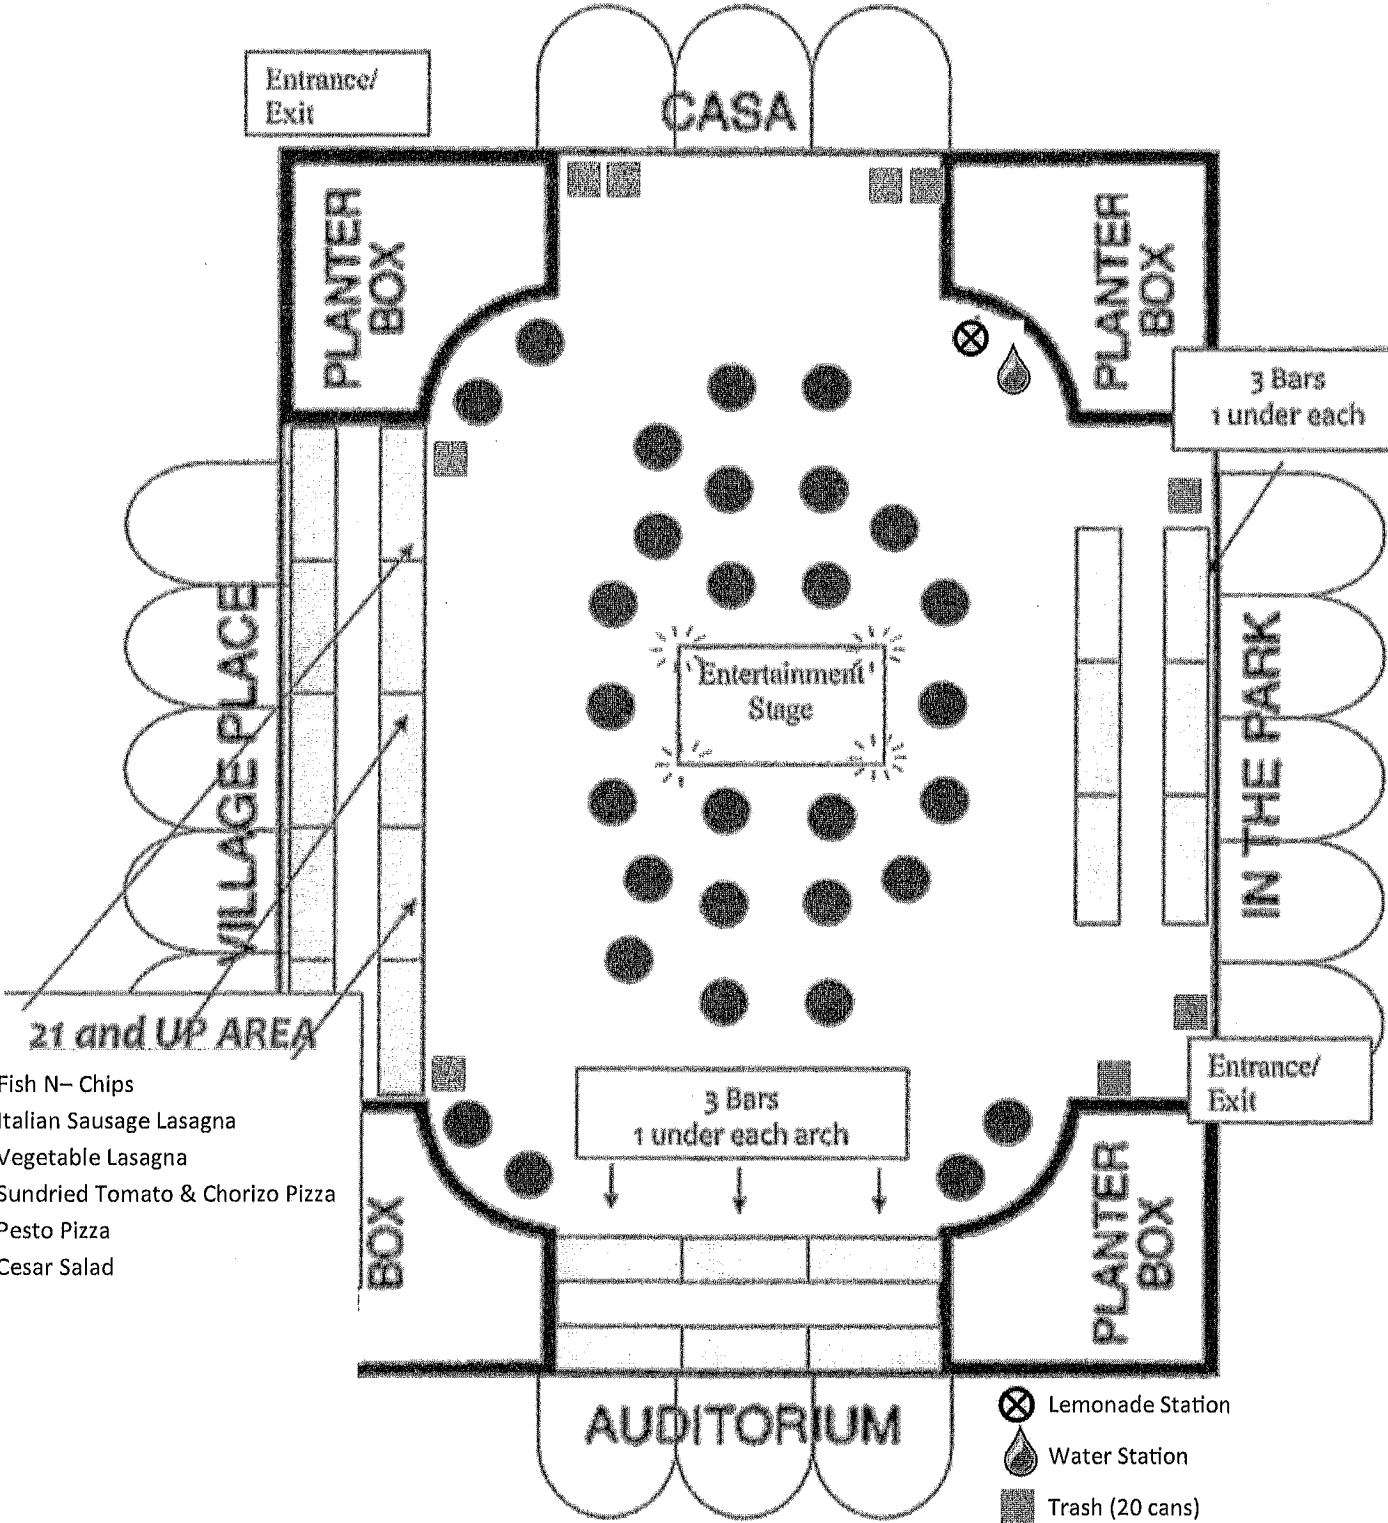 Entrance/
Exit
CASA
PLANTER
BOX
PLANTER
BOX
3 Bars
1 under each
VILLAGE PLACE
Entertainment
Stage
IN THE PARK
21 and UP AREA
Fish N– Chips
Italian Sausage Lasagna
Vegetable Lasagna
Sundried Tomato & Chorizo Pizza
Pesto Pizza
Cesar Salad
3 Bars
1 under each arch
Entrance/
Exit
BOX
PLANTER
BOX
AUDITORIUM
Lemonade Station
Water Station
Trash (20 cans)